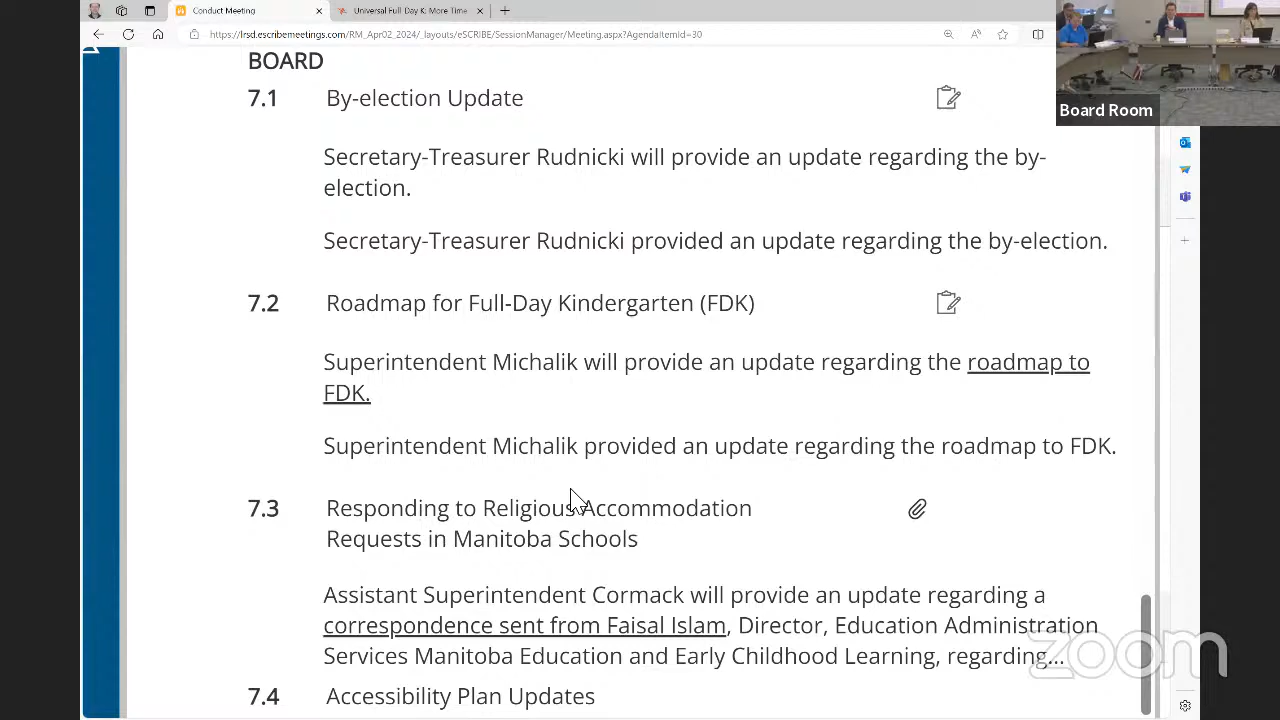 Conduct Meeting
Universal Full Day K: More Time
https://lrsd.escribemeetings.com/RM_Apr02_2024/_layouts/eSCRIBE/SessionManager/Meeting.aspx?AgendaItemId=30
Board Room
BOARD
7.1 By-election Update
Secretary-Treasurer Rudnicki will provide an update regarding the by-
election.
Secretary-Treasurer Rudnicki provided an update regarding the by-election.
7.2 Roadmap for Full-Day Kindergarten (FDK)
Superintendent Michalik will provide an update regarding the roadmap to
FDK.
Superintendent Michalik provided an update regarding the roadmap to FDK.
7.3 Responding to Religious Accommodation
Requests in Manitoba Schools
Assistant Superintendent Cormack will provide an update regarding a
correspondence sent from Faisal Islam, Director, Education Administration
Services Manitoba Education and Early Childhood Learning, regarding...
zoom
7.4 Accessibility Plan Updates